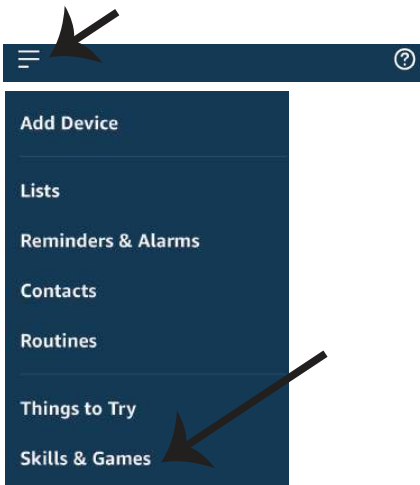 Add Device
Lists
Reminders & Alarms
Contacts
Routines
Things to Try
Skills & Games